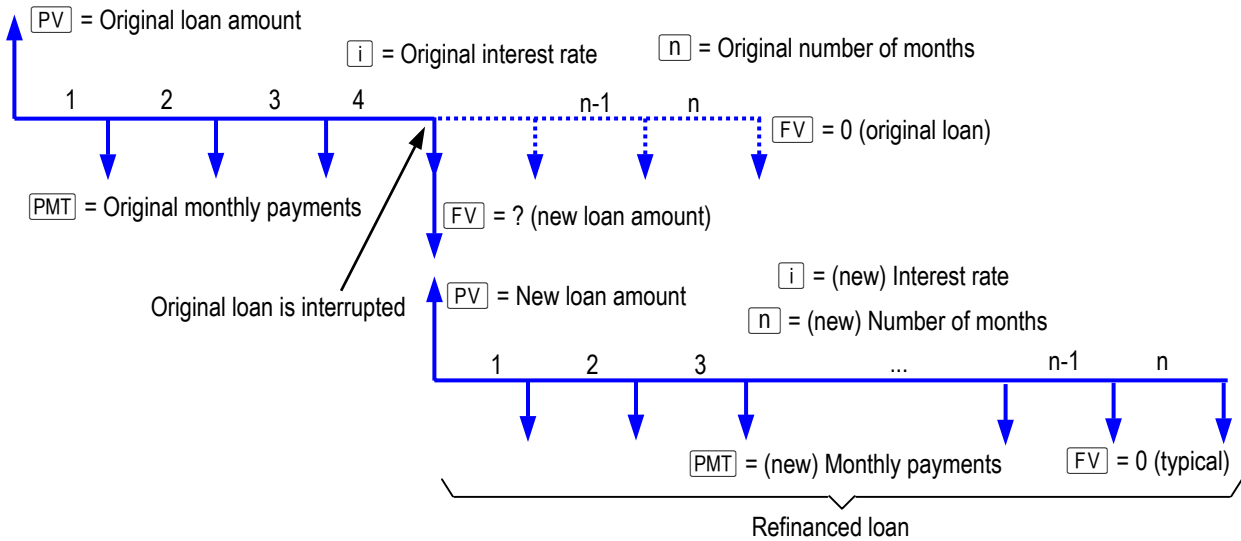 PV = Original loan amount
i = Original interest rate
n = Original number of months
1 2 3 4 n-1 n
FV = 0 (original loan)
PMT = Original monthly payments
FV = ? (new loan amount)
Original loan is interrupted
PV = New loan amount
i = (new) Interest rate
n = (new) Number of months
1 2 3 ... n-1 n
PMT = (new) Monthly payments
FV = 0 (typical)
Refinanced loan